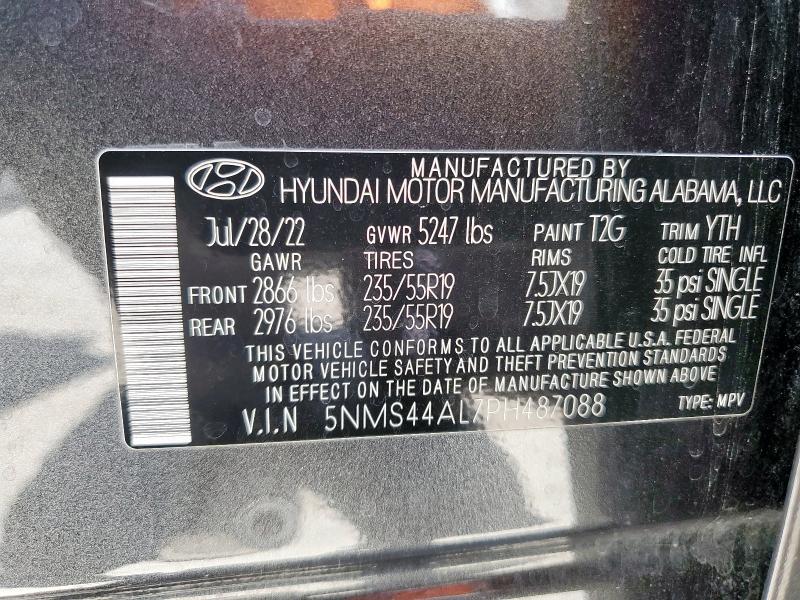 MANUFACTURED BY
HYUNDAI MOTOR MANUFACTURING ALABAMA, LLC
Jul/28/22 GVWR 5247 lbs PAINT T2G TRIM YTH
GAWR TIRES RIMS COLD TIRE INFL
FRONT 2866 lbs 235/55R19 7.5JX19 35 psi SINGLE
REAR 2976 lbs 235/55R19 7.5JX19 35 psi SINGLE
THIS VEHICLE CONFORMS TO ALL APPLICABLE U.S.A. FEDERAL
MOTOR VEHICLE SAFETY AND THEFT PREVENTION STANDARDS
IN EFFECT ON THE DATE OF MANUFACTURE SHOWN ABOVE
V.I.N 5NMS44AL7PH487088 TYPE: MPV